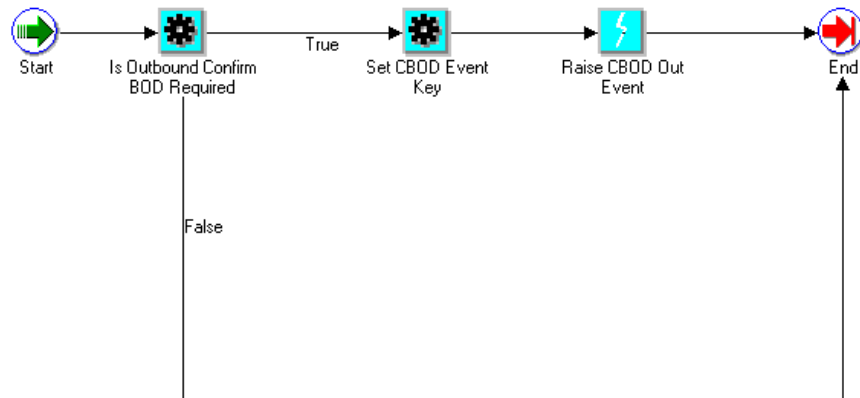 Start
Is Outbound Confirm
BOD Required
True
Set CBOD Event
Key
Raise CBOD Out
Event
End
False